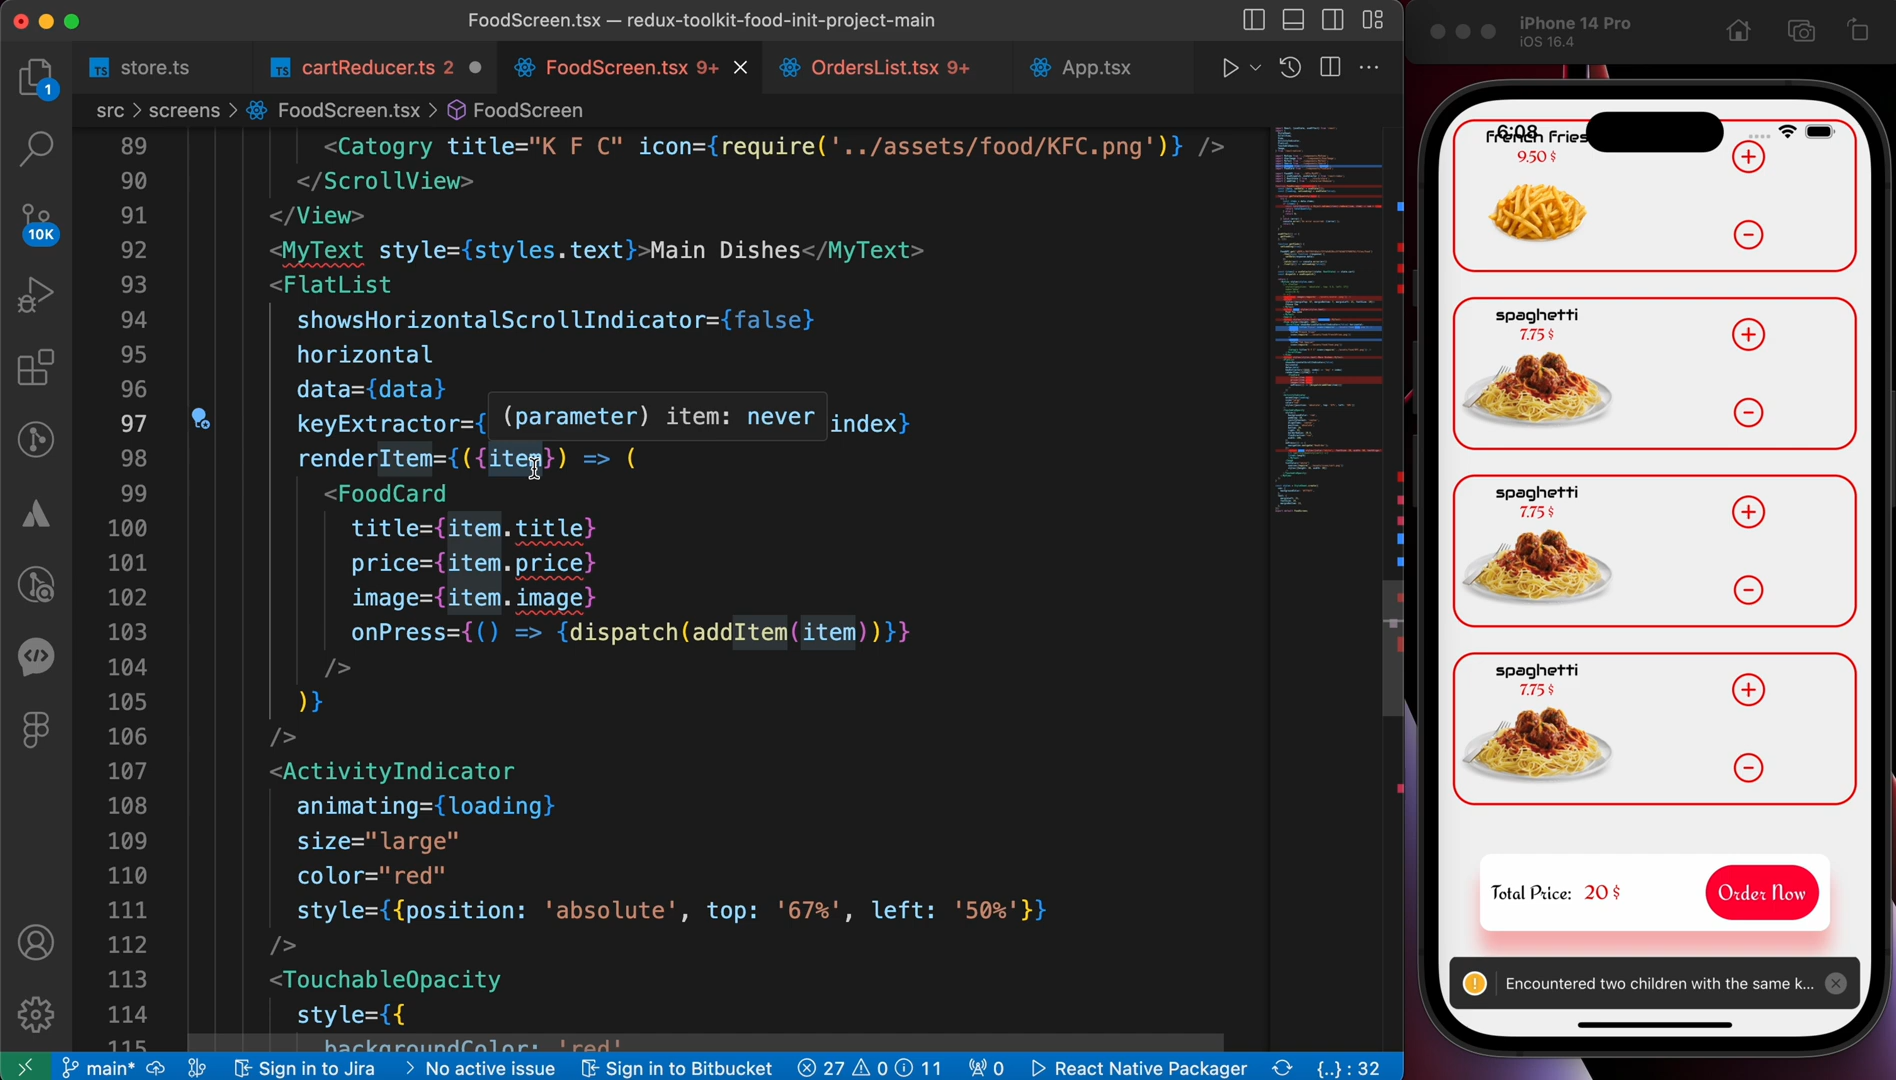 FoodScreen.tsx — redux-toolkit-food-init-project-main
iPhone 14 Pro
iOS 16.4
TS store.ts
TS cartReducer.ts 2
FoodScreen.tsx 9+
OrdersList.tsx 9+
App.tsx
1
src > screens > FoodScreen.tsx > FoodScreen
10K
89 <Catogry title="K F C" icon={require('../assets/food/KFC.png')} />
90 </ScrollView>
91 </View>
92 <MyText style={styles.text}>Main Dishes</MyText>
93 <FlatList
94 showsHorizontalScrollIndicator={false}
95 horizontal
96 data={data}
(parameter) item: never
97 keyExtractor={ index}
98 renderItem={({item}) => (
99 <FoodCard
100 title={item.title}
101 price={item.price}
102 image={item.image}
103 onPress={() => {dispatch(addItem(item))}}
104 />
105 )}
106 />
107 <ActivityIndicator
108 animating={loading}
109 size="large"
110 color="red"
111 style={{position: 'absolute', top: '67%', left: '50%'}}
112 />
113 <TouchableOpacity
114 style={{
115 backgroundColor: 'red'
main*
Sign in to Jira
No active issue
Sign in to Bitbucket
27 0 11
0
React Native Packager
{..} : 32
6:08
french fries
9.50 $
spaghetti
7.75 $
spaghetti
7.75 $
spaghetti
7.75 $
Total Price: 20 $
Order Now
Encountered two children with the same k...